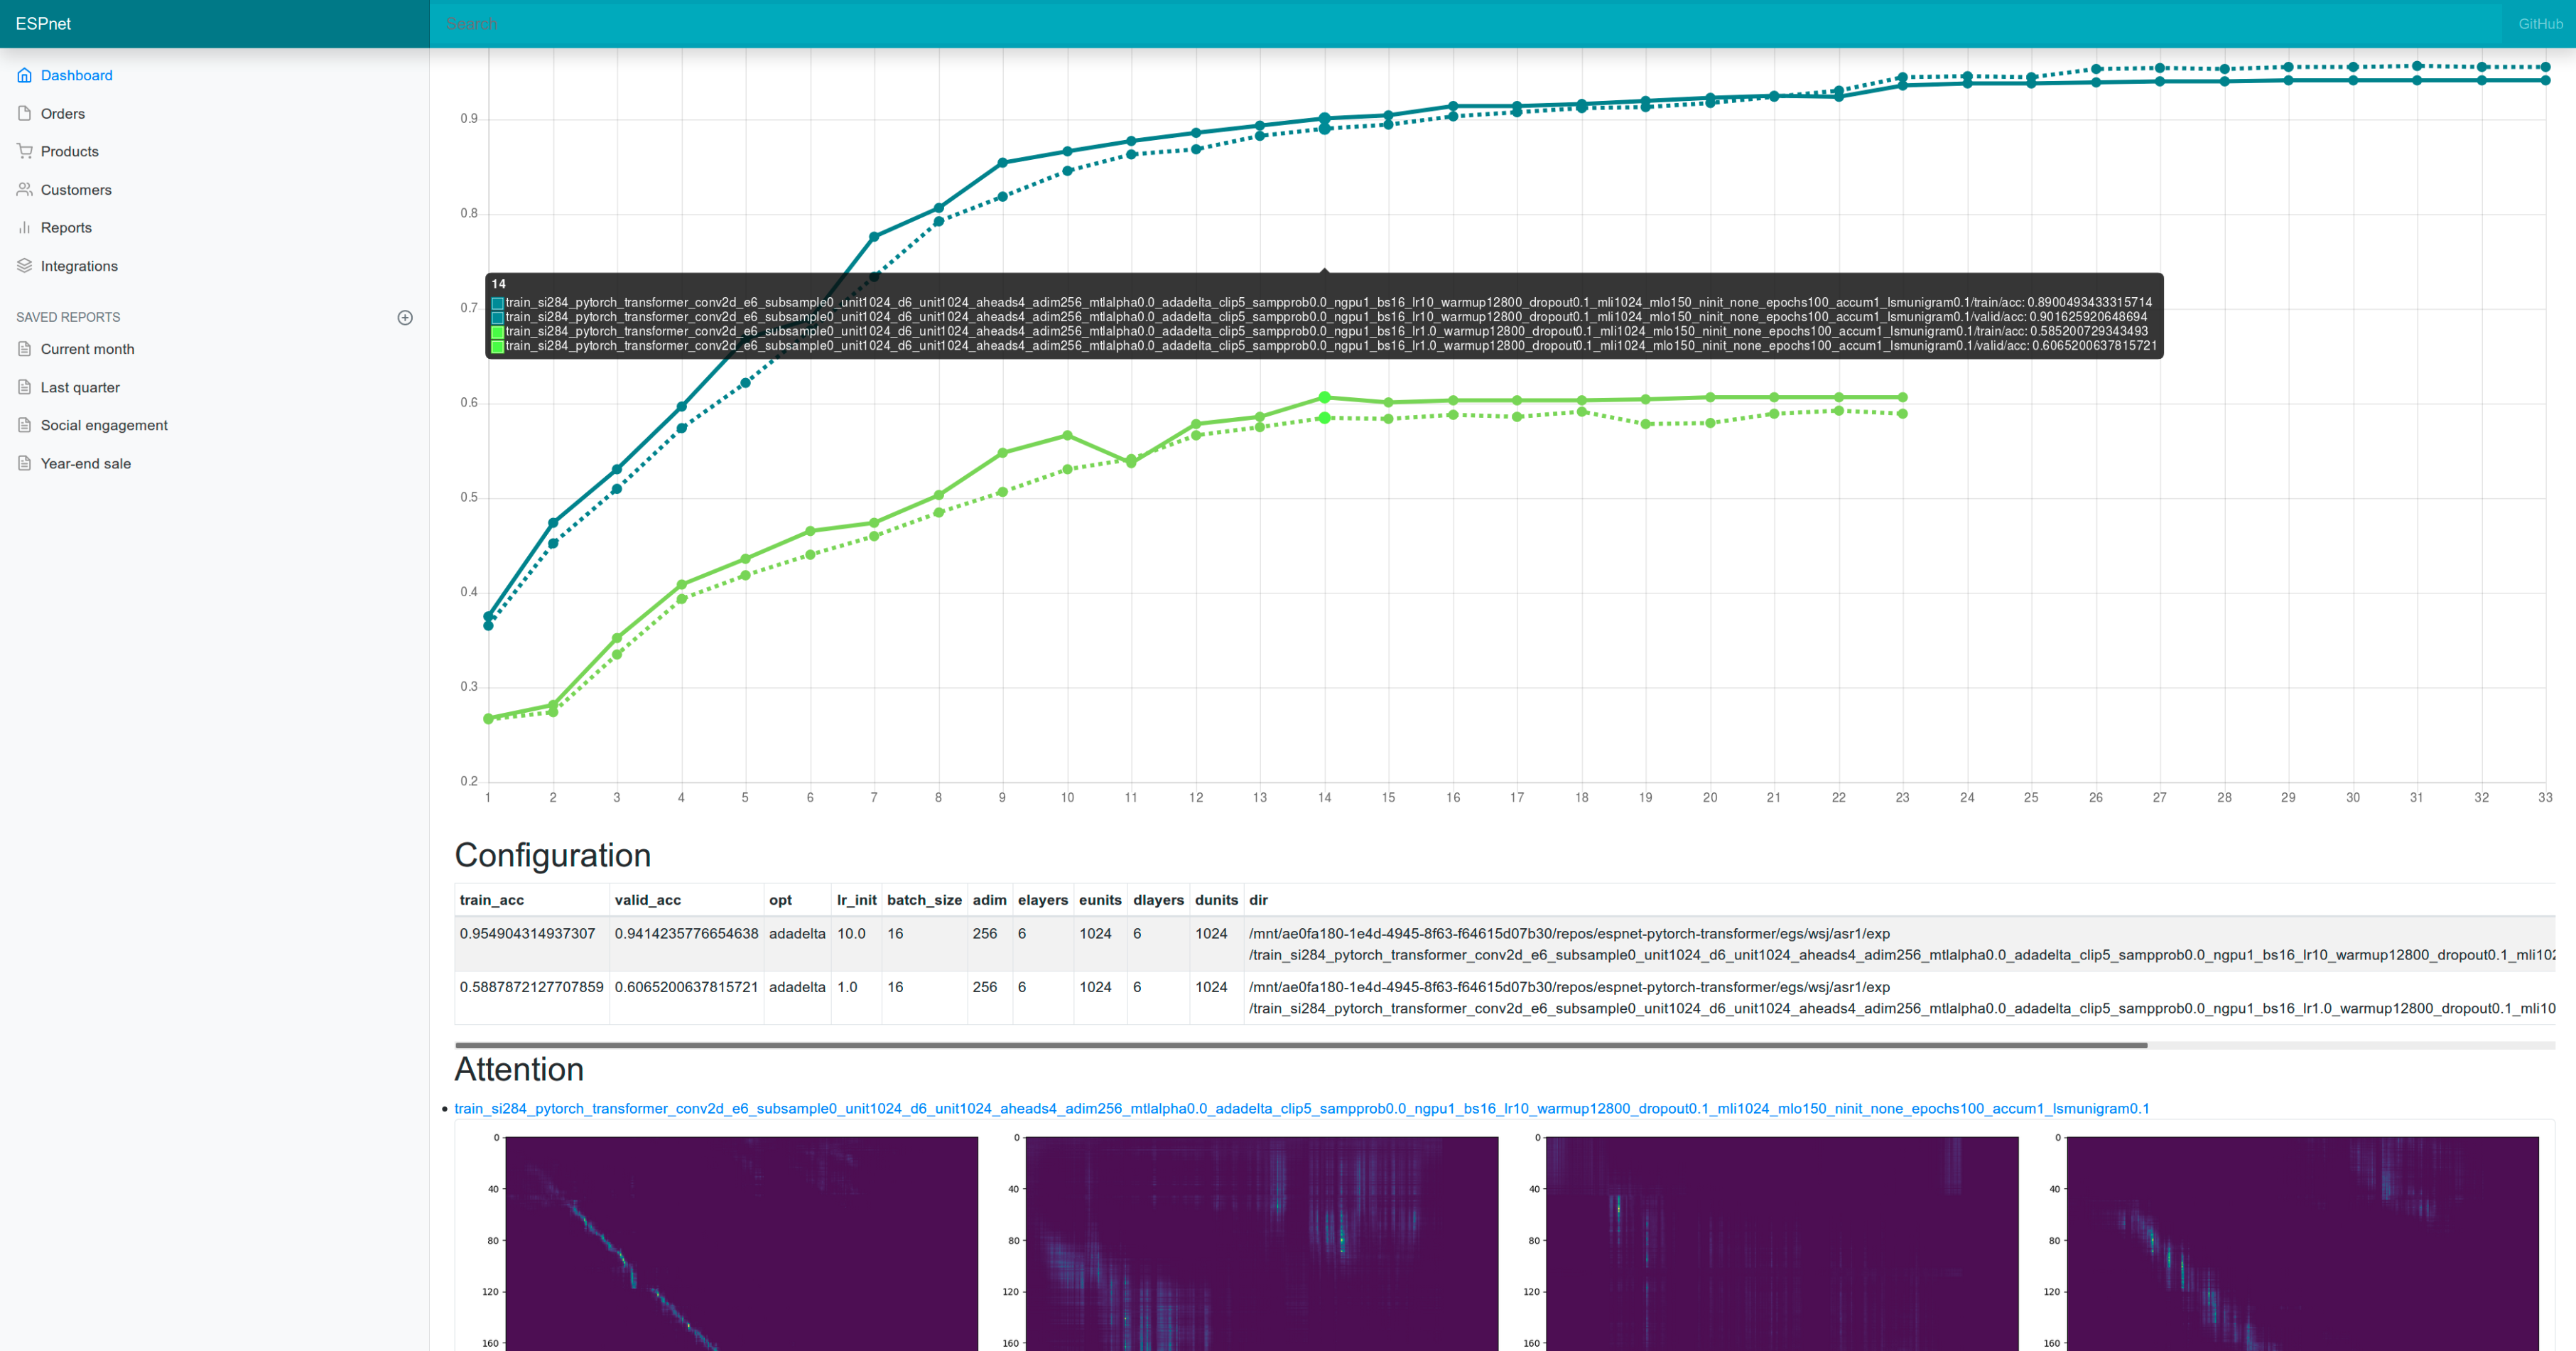 ESPnet
Search
GitHub
Dashboard
Orders
Products
Customers
Reports
Integrations
SAVED REPORTS
Current month
Last quarter
Social engagement
Year-end sale
0.9
0.8
0.7
0.6
0.5
0.4
0.3
0.2
14
train_si284_pytorch_transformer_conv2d_e6_subsample0_unit1024_d6_unit1024_aheads4_adim256_mtlalpha0.0_adadelta_clip5_sampprob0.0_ngpu1_bs16_lr10_warmup12800_dropout0.1_mli1024_mlo150_ninit_none_epochs100_accum1_lsmunigram0.1/train/acc: 0.8900493433315714
train_si284_pytorch_transformer_conv2d_e6_subsample0_unit1024_d6_unit1024_aheads4_adim256_mtlalpha0.0_adadelta_clip5_sampprob0.0_ngpu1_bs16_lr10_warmup12800_dropout0.1_mli1024_mlo150_ninit_none_epochs100_accum1_lsmunigram0.1/valid/acc: 0.901625920648694
train_si284_pytorch_transformer_conv2d_e6_subsample0_unit1024_d6_unit1024_aheads4_adim256_mtlalpha0.0_adadelta_clip5_sampprob0.0_ngpu1_bs16_lr1.0_warmup12800_dropout0.1_mli1024_mlo150_ninit_none_epochs100_accum1_lsmunigram0.1/train/acc: 0.585200729343493
train_si284_pytorch_transformer_conv2d_e6_subsample0_unit1024_d6_unit1024_aheads4_adim256_mtlalpha0.0_adadelta_clip5_sampprob0.0_ngpu1_bs16_lr1.0_warmup12800_dropout0.1_mli1024_mlo150_ninit_none_epochs100_accum1_lsmunigram0.1/valid/acc: 0.6065200637815721
1 2 3 4 5 6 7 8 9 10 11 12 13 14 15 16 17 18 19 20 21 22 23 24 25 26 27 28 29 30 31 32 33
Configuration
train_acc valid_acc opt lr_init batch_size adim elayers eunits dlayers dunits dir
0.954904314937307 0.9414235776654638 adadelta 10.0 16 256 6 1024 6 1024 /mnt/ae0fa180-1e4d-4945-8f63-f64615d07b30/repos/espnet-pytorch-transformer/egs/wsj/asr1/exp
/train_si284_pytorch_transformer_conv2d_e6_subsample0_unit1024_d6_unit1024_aheads4_adim256_mtlalpha0.0_adadelta_clip5_sampprob0.0_ngpu1_bs16_lr10_warmup12800_dropout0.1_mli102
0.5887872127707859 0.6065200637815721 adadelta 1.0 16 256 6 1024 6 1024 /mnt/ae0fa180-1e4d-4945-8f63-f64615d07b30/repos/espnet-pytorch-transformer/egs/wsj/asr1/exp
/train_si284_pytorch_transformer_conv2d_e6_subsample0_unit1024_d6_unit1024_aheads4_adim256_mtlalpha0.0_adadelta_clip5_sampprob0.0_ngpu1_bs16_lr1.0_warmup12800_dropout0.1_mli10
Attention
• train_si284_pytorch_transformer_conv2d_e6_subsample0_unit1024_d6_unit1024_aheads4_adim256_mtlalpha0.0_adadelta_clip5_sampprob0.0_ngpu1_bs16_lr10_warmup12800_dropout0.1_mli1024_mlo150_ninit_none_epochs100_accum1_lsmunigram0.1
0 0 0 0
40 40 40 40
80 80 80 80
120 120 120 120
160 160 160 160